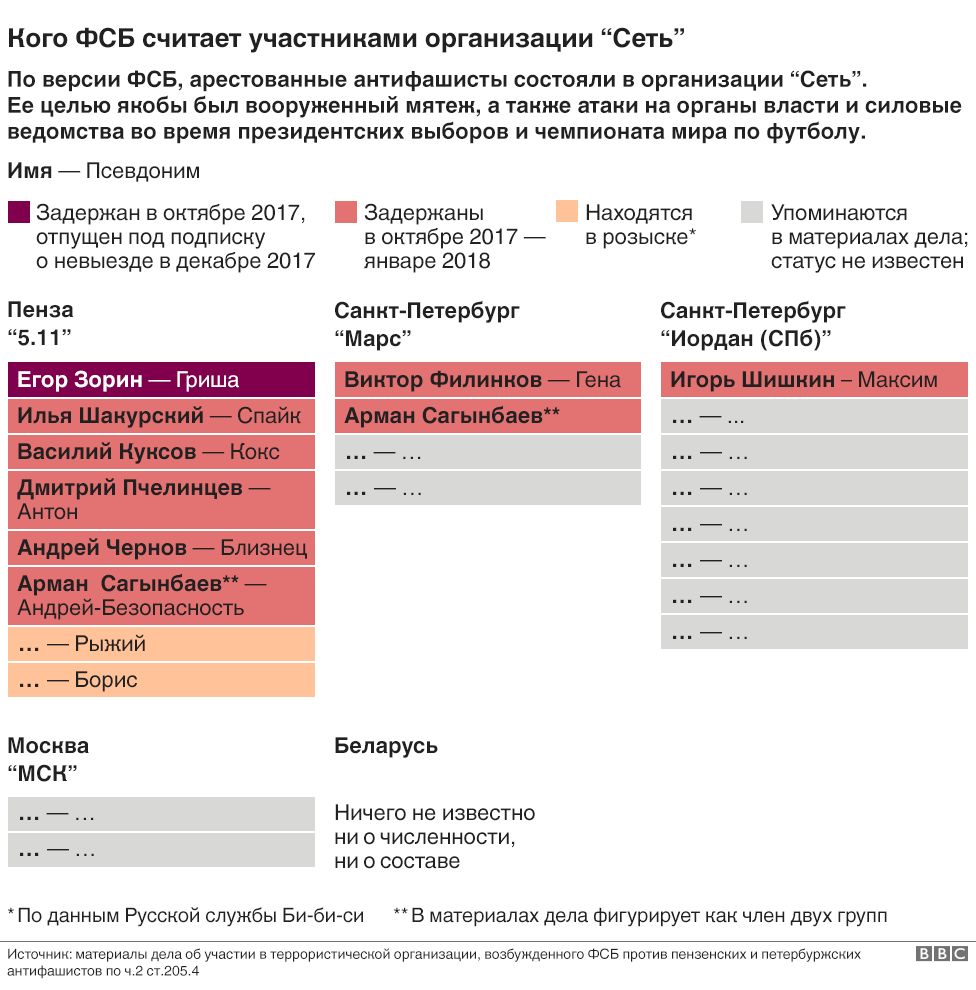 Кого ФСБ считает участниками организации “Сеть”
По версии ФСБ, арестованные антифашисты состояли в организации “Сеть”.
Ее целью якобы был вооруженный мятеж, а также атаки на органы власти и силовые
ведомства во время президентских выборов и чемпионата мира по футболу.
Имя — Псевдоним
Задержан в октябре 2017,
отпущен под подписку
о невыезде в декабре 2017
Задержаны
в октябре 2017 —
январе 2018
Находятся
в розыске*
Упоминаются
в материалах дела;
статус не известен
Пенза
“5.11”
Егор Зорин — Гриша
Илья Шакурский — Спайк
Василий Куксов — Кокс
Дмитрий Пчелинцев —
Антон
Андрей Чернов — Близнец
Арман Сагынбаев** —
Андрей-Безопасность
... — Рыжий
... — Борис
Санкт-Петербург
“Марс”
Виктор Филинков — Гена
Арман Сагынбаев**
... — ...
... — ...
Санкт-Петербург
“Иордан (СПб)”
Игорь Шишкин – Максим
... — ...
... — ...
... — ...
... — ...
... — ...
... — ...
... — ...
Москва
“МСК”
... — ...
... — ...
Беларусь
Ничего не известно
ни о численности,
ни о составе
* По данным Русской службы Би-би-си
** В материалах дела фигурирует как член двух групп
Источник: материалы дела об участии в террористической организации, возбужденного ФСБ против пензенских и петербуржских
антифашистов по ч.2 ст.205.4
BBC